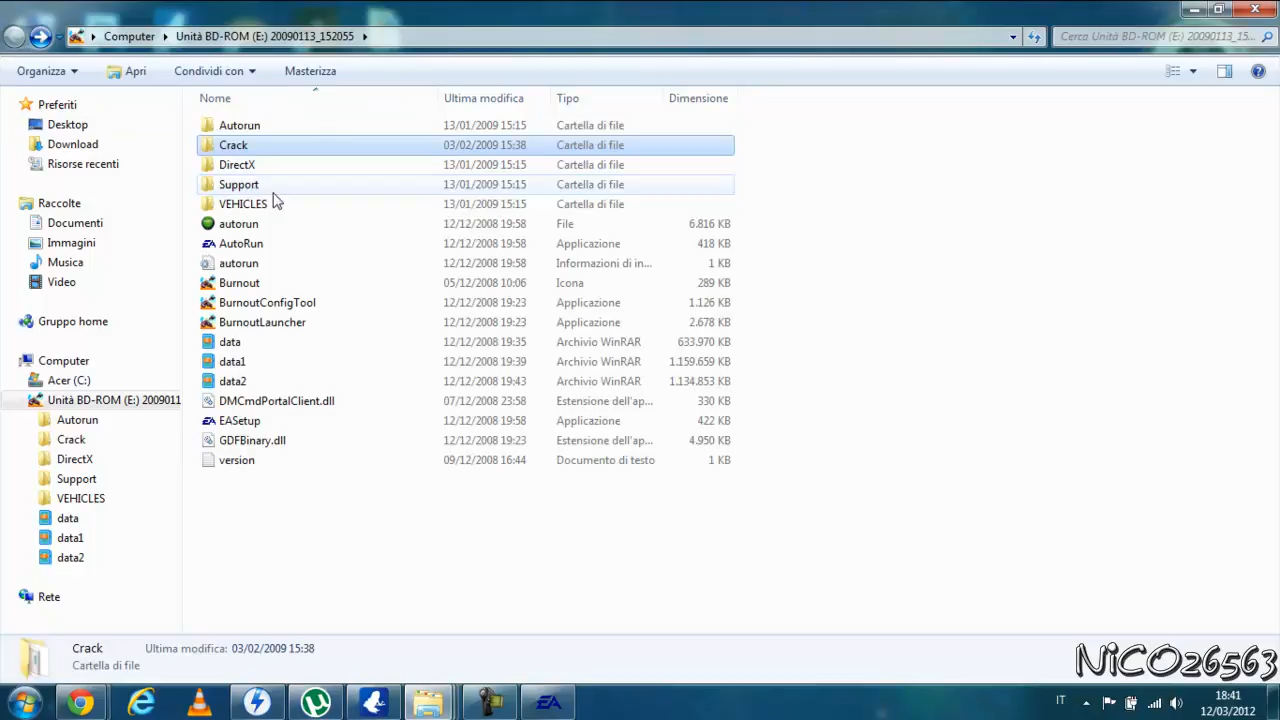 Computer Unità BD-ROM (E:) 20090113_152055
Cerca Unità BD-ROM (E:) 20090113_15...
Organizza Apri Condividi con Masterizza
Nome Ultima modifica Tipo Dimensione
Autorun 13/01/2009 15:15 Cartella di file
Crack 03/02/2009 15:38 Cartella di file
DirectX 13/01/2009 15:15 Cartella di file
Support 13/01/2009 15:15 Cartella di file
VEHICLES 13/01/2009 15:15 Cartella di file
autorun 12/12/2008 19:58 File 6.816 KB
AutoRun 12/12/2008 19:58 Applicazione 418 KB
autorun 12/12/2008 19:58 Informazioni di in... 1 KB
Burnout 05/12/2008 10:06 Icona 289 KB
BurnoutConfigTool 12/12/2008 19:23 Applicazione 1.126 KB
BurnoutLauncher 12/12/2008 19:23 Applicazione 2.678 KB
data 12/12/2008 19:35 Archivio WinRAR 633.970 KB
data1 12/12/2008 19:39 Archivio WinRAR 1.159.659 KB
data2 12/12/2008 19:43 Archivio WinRAR 1.134.853 KB
DMCmdPortalClient.dll 07/12/2008 23:58 Estensione dell'ap... 330 KB
EASetup 12/12/2008 19:58 Applicazione 422 KB
GDFBinary.dll 12/12/2008 19:23 Estensione dell'ap... 4.950 KB
version 09/12/2008 16:44 Documento di testo 1 KB
Preferiti
Desktop
Download
Risorse recenti
Raccolte
Documenti
Immagini
Musica
Video
Gruppo home
Computer
Acer (C:)
Unità BD-ROM (E:) 2009011
Autorun
Crack
DirectX
Support
VEHICLES
data
data1
data2
Rete
Crack Ultima modifica: 03/02/2009 15:38
Cartella di file
NiCO26563
IT
18:41
12/03/2012